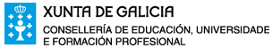 XUNTA DE GALICIA
CONSELLERÍA DE EDUCACIÓN, UNIVERSIDADE
E FORMACIÓN PROFESIONAL